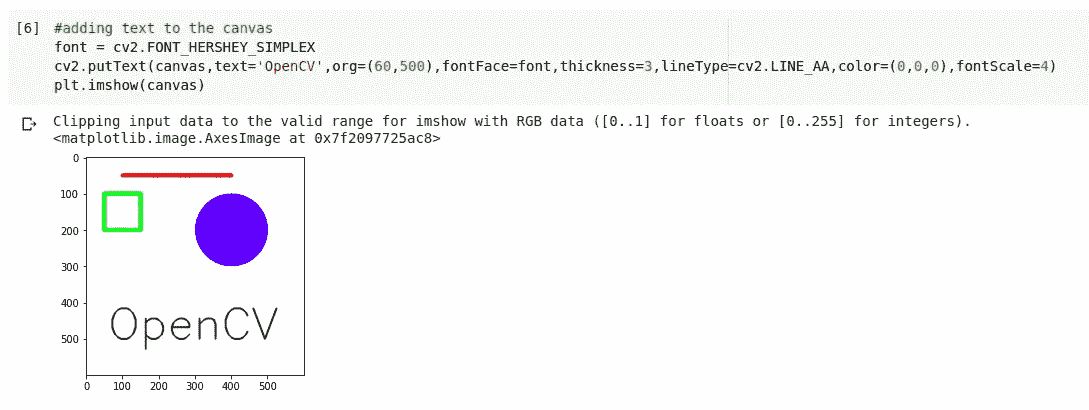 [6] #adding text to the canvas
font = cv2.FONT_HERSHEY_SIMPLEX
cv2.putText(canvas,text='OpenCV',org=(60,500),fontFace=font,thickness=3,lineType=cv2.LINE_AA,color=(0,0,0),fontScale=4)
plt.imshow(canvas)
Clipping input data to the valid range for imshow with RGB data ([0..1] for floats or [0..255] for integers).
<matplotlib.image.AxesImage at 0x7f2097725ac8>
0
100
200
300
400
OpenCV
500
0 100 200 300 400 500